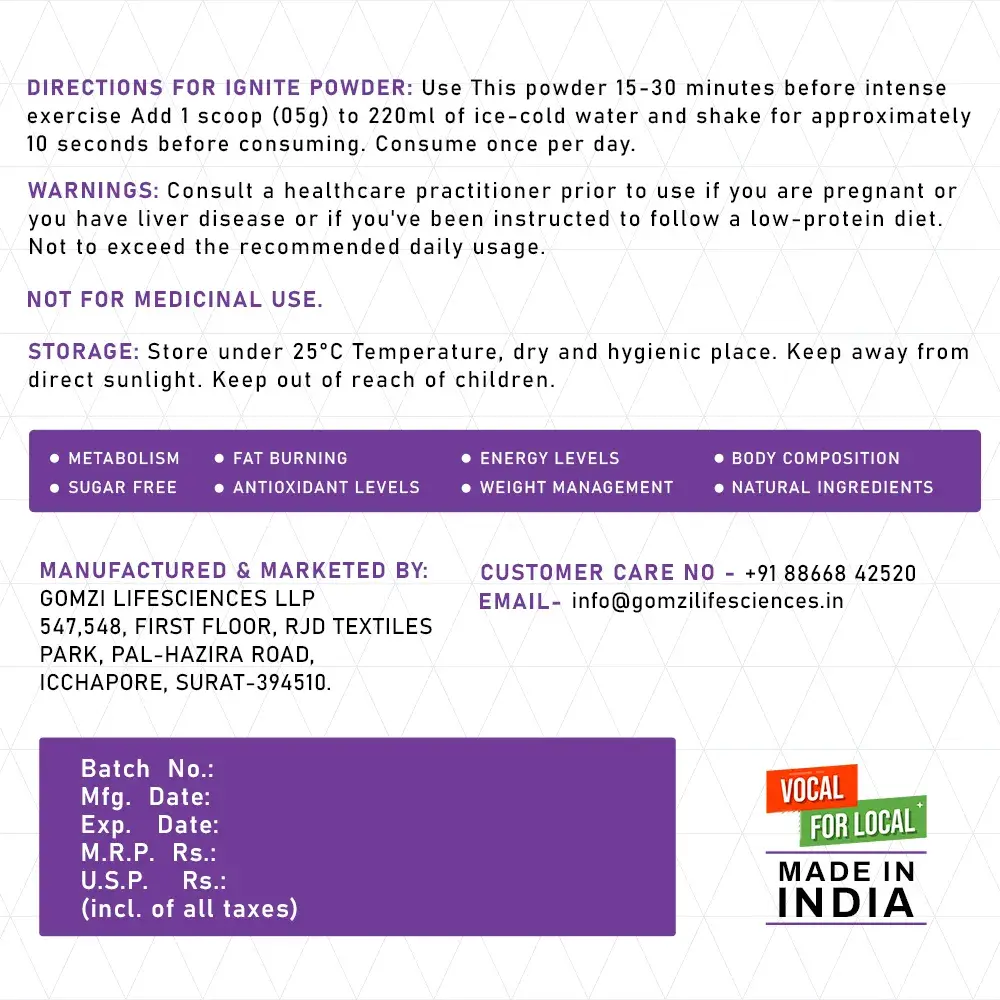 DIRECTIONS FOR IGNITE POWDER: Use This powder 15-30 minutes before intense
exercise Add 1 scoop (05g) to 220ml of ice-cold water and shake for approximately
10 seconds before consuming. Consume once per day.
WARNINGS: Consult a healthcare practitioner prior to use if you are pregnant or
you have liver disease or if you've been instructed to follow a low-protein diet.
Not to exceed the recommended daily usage.
NOT FOR MEDICINAL USE.
STORAGE: Store under 25°C Temperature, dry and hygienic place. Keep away from
direct sunlight. Keep out of reach of children.
• METABOLISM • FAT BURNING • ENERGY LEVELS • BODY COMPOSITION
• SUGAR FREE • ANTIOXIDANT LEVELS • WEIGHT MANAGEMENT • NATURAL INGREDIENTS
MANUFACTURED & MARKETED BY:
GOMZI LIFESCIENCES LLP
547,548, FIRST FLOOR, RJD TEXTILES
PARK, PAL-HAZIRA ROAD,
ICCHAPORE, SURAT-394510.
CUSTOMER CARE NO - +91 88668 42520
EMAIL- info@gomzilifesciences.in
Batch No.:
Mfg. Date:
Exp. Date:
M.R.P. Rs.:
U.S.P. Rs.:
(incl. of all taxes)
VOCAL
FOR LOCAL+
MADE IN
INDIA